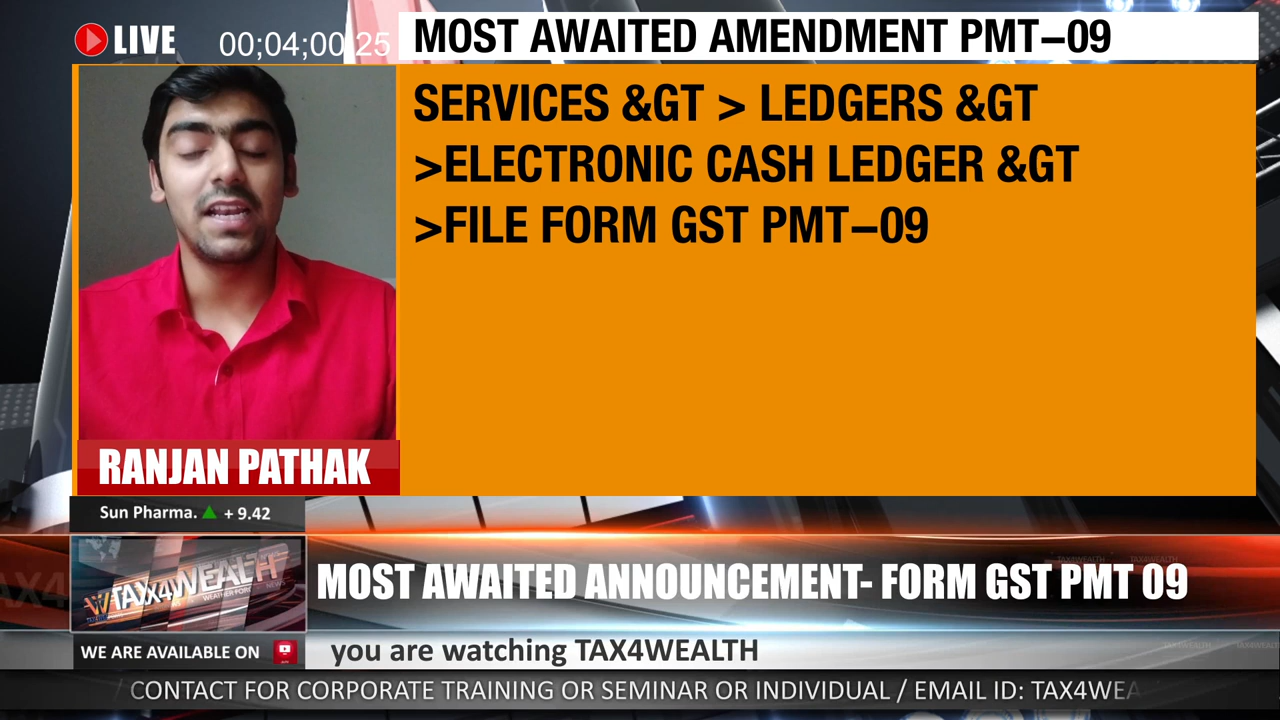 LIVE
00;04;00;25
MOST AWAITED AMENDMENT PMT–09
SERVICES &GT > LEDGERS &GT
>ELECTRONIC CASH LEDGER &GT
>FILE FORM GST PMT–09
RANJAN PATHAK
Sun Pharma. ▲ + 9.42
TAX4WEALTH
MOST AWAITED ANNOUNCEMENT- FORM GST PMT 09
WE ARE AVAILABLE ON
you are watching TAX4WEALTH
/ CONTACT FOR CORPORATE TRAINING OR SEMINAR OR INDIVIDUAL / EMAIL ID: TAX4WEA